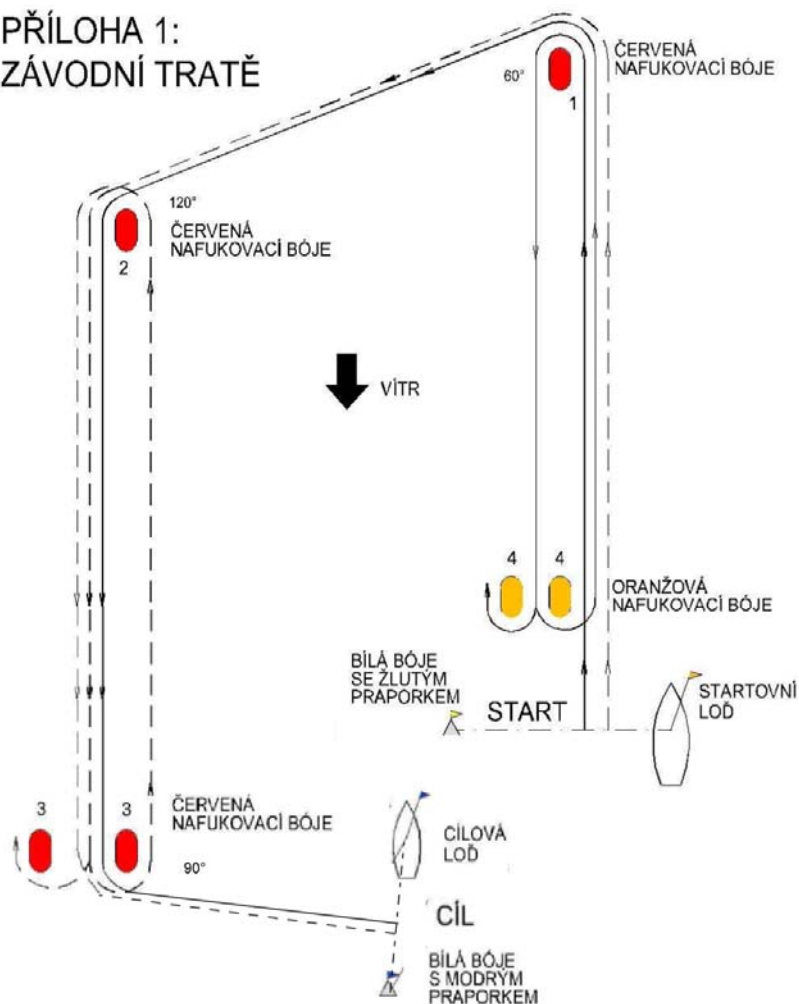 PŘÍLOHA 1:
ZÁVODNÍ TRATĚ
ČERVENÁ
NAFUKOVACÍ BÓJE
60°
1
120°
ČERVENÁ
NAFUKOVACÍ BÓJE
2
VÍTR
4
4
ORANŽOVÁ
NAFUKOVACÍ BÓJE
BÍLÁ BÓJE
SE ŽLUTÝM
PRAPORKEM
START
STARTOVNÍ
LOĎ
3
3
ČERVENÁ
NAFUKOVACÍ BÓJE
90°
CÍLOVÁ
LOĎ
CÍL
BÍLÁ BÓJE
S MODRÝM
PRAPORKEM